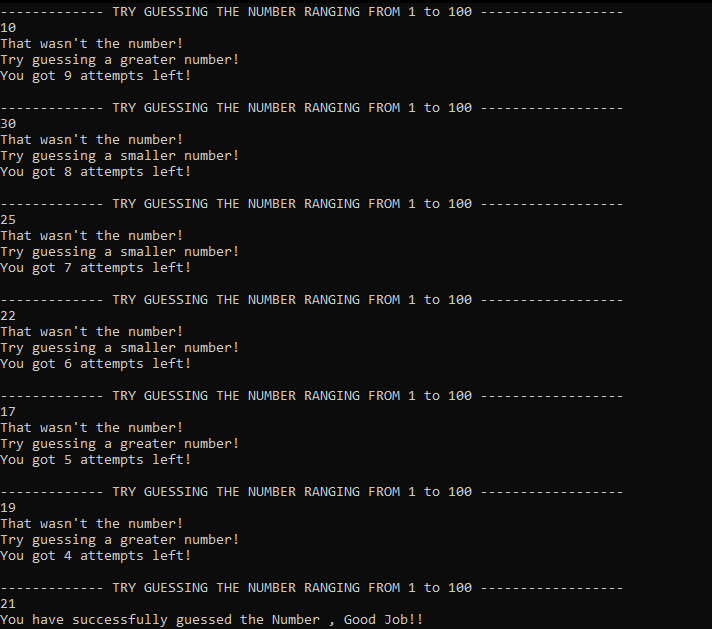 ------------- TRY GUESSING THE NUMBER RANGING FROM 1 to 100 ------------------
10
That wasn't the number!
Try guessing a greater number!
You got 9 attempts left!
------------- TRY GUESSING THE NUMBER RANGING FROM 1 to 100 ------------------
30
That wasn't the number!
Try guessing a smaller number!
You got 8 attempts left!
------------- TRY GUESSING THE NUMBER RANGING FROM 1 to 100 ------------------
25
That wasn't the number!
Try guessing a smaller number!
You got 7 attempts left!
------------- TRY GUESSING THE NUMBER RANGING FROM 1 to 100 ------------------
22
That wasn't the number!
Try guessing a smaller number!
You got 6 attempts left!
------------- TRY GUESSING THE NUMBER RANGING FROM 1 to 100 ------------------
17
That wasn't the number!
Try guessing a greater number!
You got 5 attempts left!
------------- TRY GUESSING THE NUMBER RANGING FROM 1 to 100 ------------------
19
That wasn't the number!
Try guessing a greater number!
You got 4 attempts left!
------------- TRY GUESSING THE NUMBER RANGING FROM 1 to 100 ------------------
21
You have successfully guessed the Number , Good Job!!